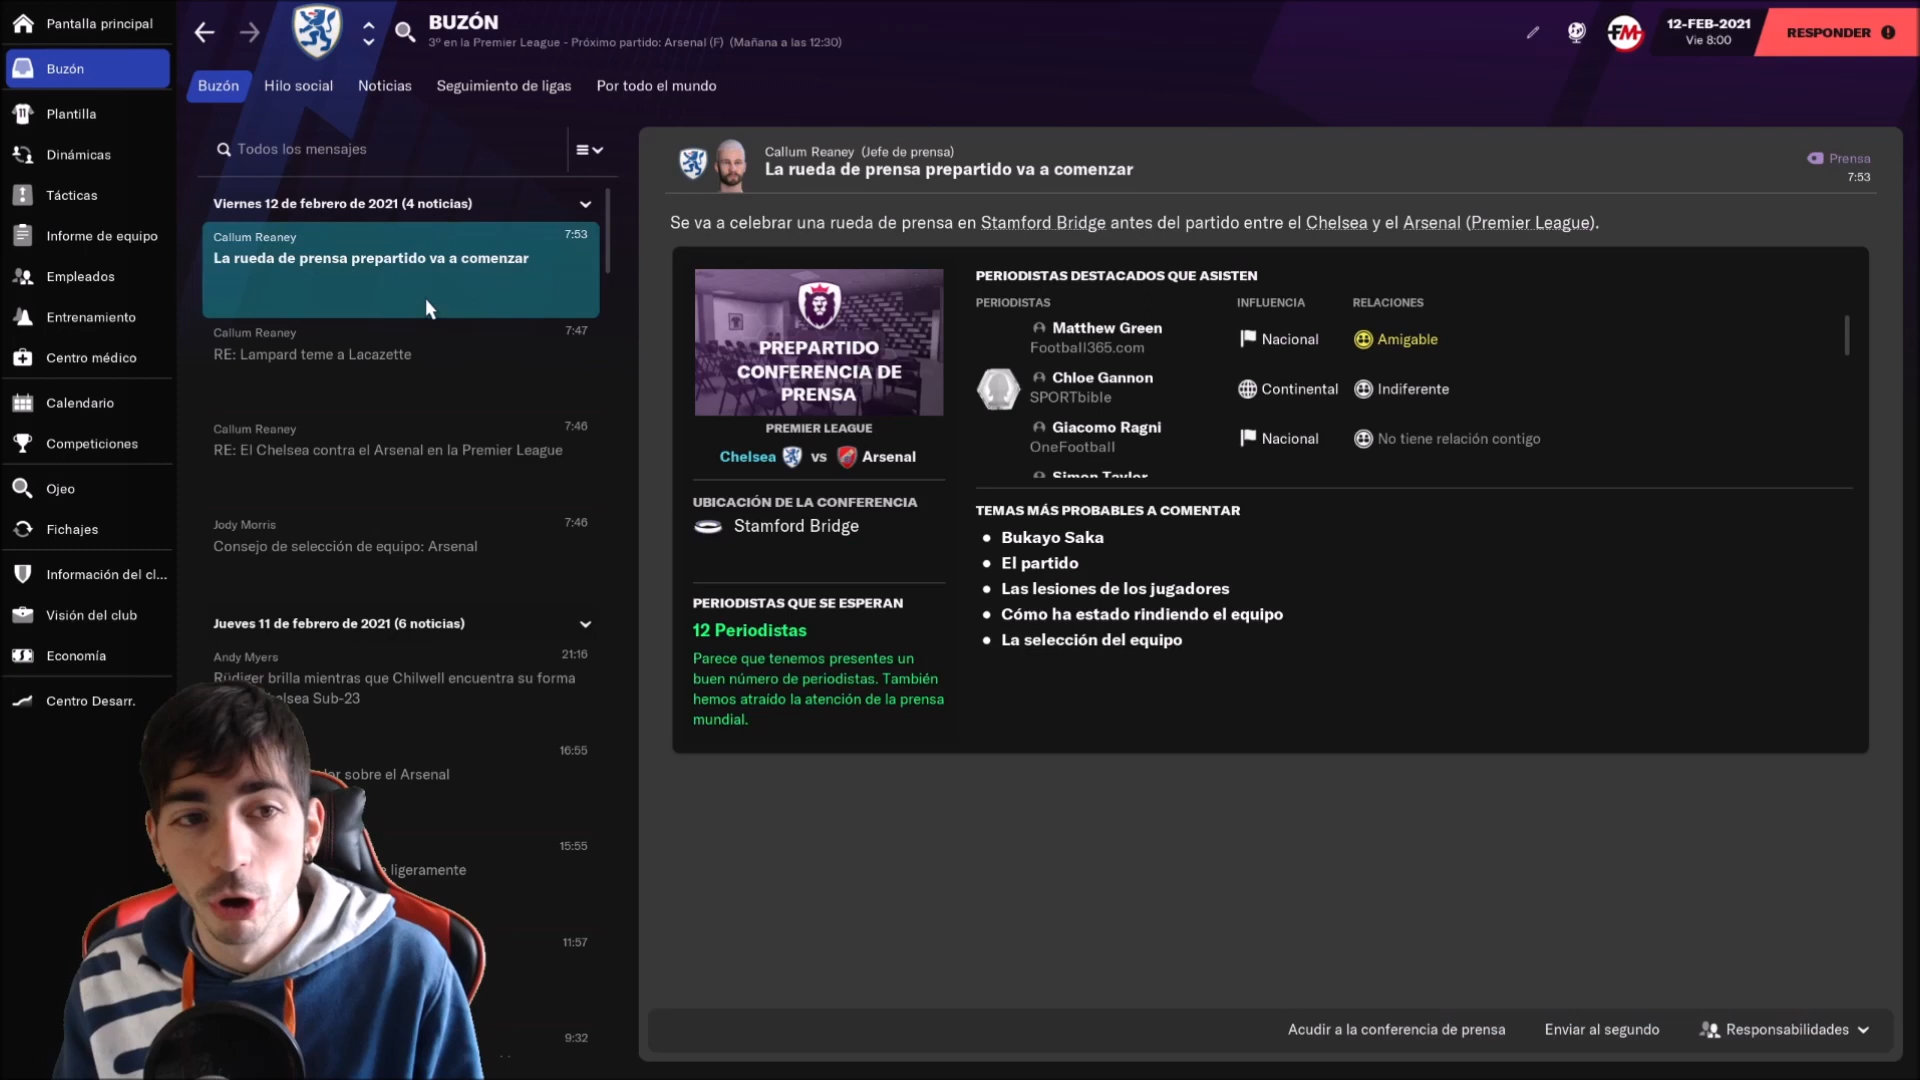 Pantalla principal
Buzón
Plantilla
Dinámicas
Tácticas
Informe de equipo
Empleados
Entrenamiento
Centro médico
Calendario
Competiciones
Ojeo
Fichajes
Información del cl...
Visión del club
Economía
Centro Desarr.
BUZÓN
3º en la Premier League - Próximo partido: Arsenal (F) (Mañana a las 12:30)
FM
12-FEB-2021
Vie 8:00
RESPONDER
Buzón Hilo social Noticias Seguimiento de ligas Por todo el mundo
Todos los mensajes
Viernes 12 de febrero de 2021 (4 noticias)
Callum Reaney 7:53
La rueda de prensa prepartido va a comenzar
Callum Reaney 7:47
RE: Lampard teme a Lacazette
Callum Reaney 7:46
RE: El Chelsea contra el Arsenal en la Premier League
Jody Morris 7:46
Consejo de selección de equipo: Arsenal
Jueves 11 de febrero de 2021 (6 noticias)
Andy Myers 21:16
Rüdiger brilla mientras que Chilwell encuentra su forma
Chelsea Sub-23
16:55
sobre el Arsenal
15:55
ligeramente
11:57
9:32
Callum Reaney (Jefe de prensa)
La rueda de prensa prepartido va a comenzar
Prensa
7:53
Se va a celebrar una rueda de prensa en Stamford Bridge antes del partido entre el Chelsea y el Arsenal (Premier League).
PREPARTIDO
CONFERENCIA DE
PRENSA
PREMIER LEAGUE
Chelsea vs Arsenal
UBICACIÓN DE LA CONFERENCIA
Stamford Bridge
PERIODISTAS QUE SE ESPERAN
12 Periodistas
Parece que tenemos presentes un
buen número de periodistas. También
hemos atraído la atención de la prensa
mundial.
PERIODISTAS DESTACADOS QUE ASISTEN
PERIODISTAS INFLUENCIA RELACIONES
Matthew Green
Football365.com
Nacional Amigable
Chloe Gannon
SPORTbible
Continental Indiferente
Giacomo Ragni
OneFootball
Nacional No tiene relación contigo
Simon Taylor
TEMAS MÁS PROBABLES A COMENTAR
● Bukayo Saka
● El partido
● Las lesiones de los jugadores
● Cómo ha estado rindiendo el equipo
● La selección del equipo
Acudir a la conferencia de prensa Enviar al segundo Responsabilidades